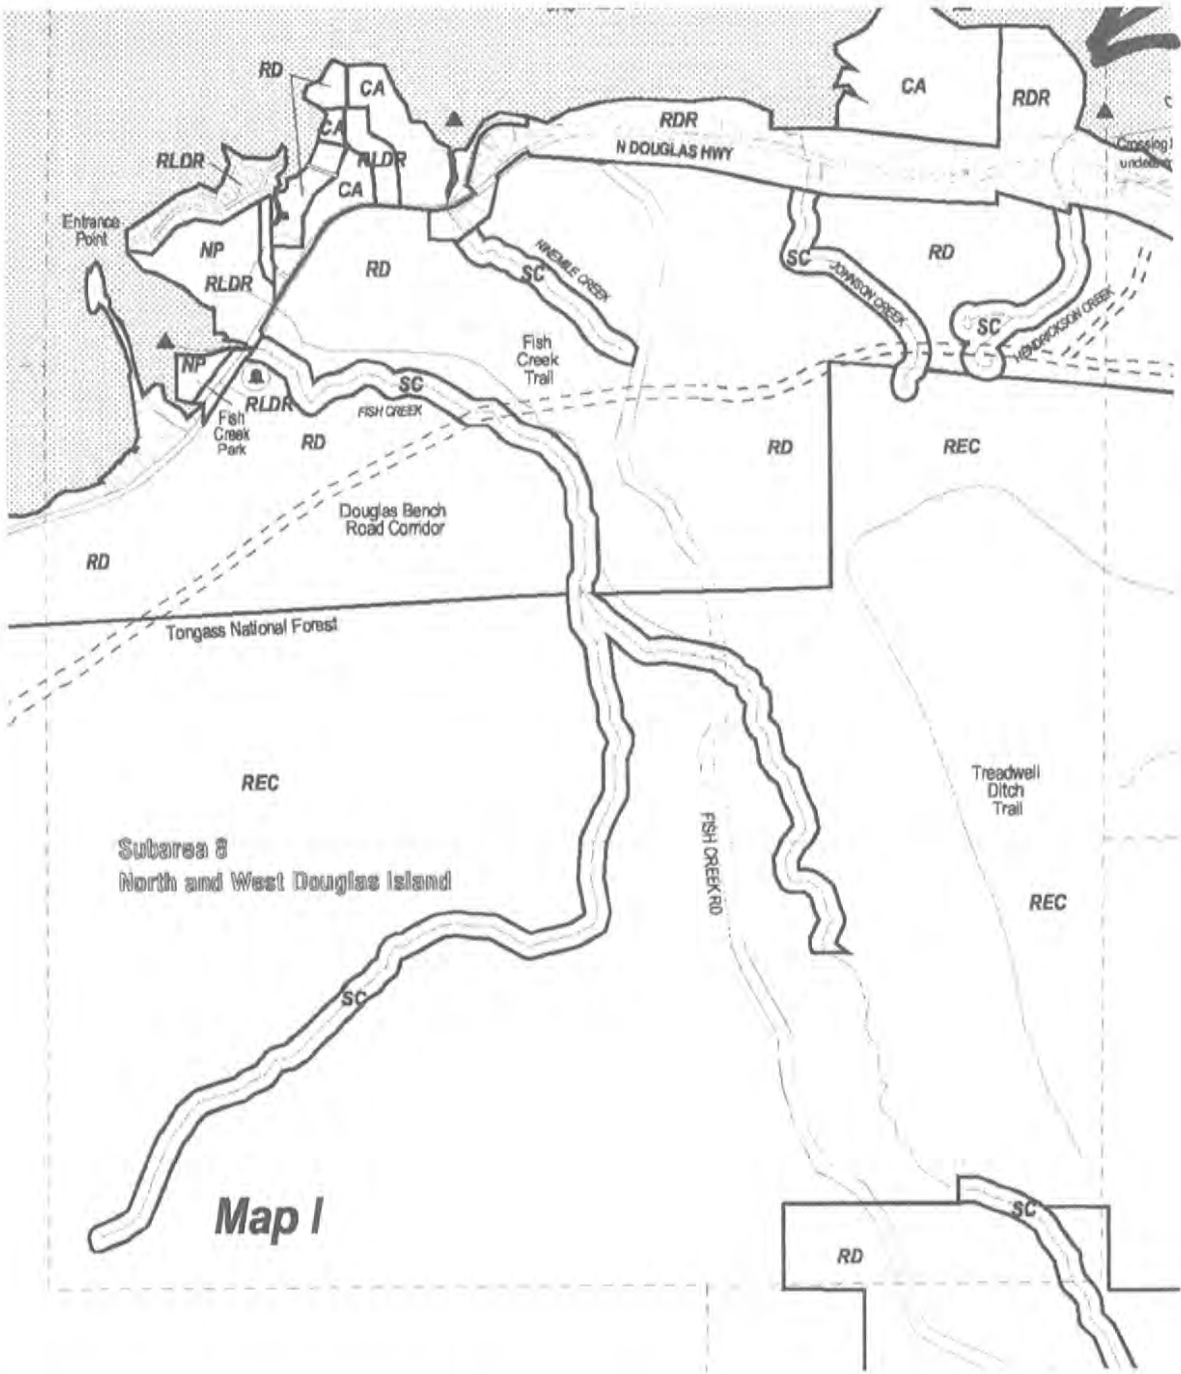 RD
CA
CA
RDR
RDR
CA
N DOUGLAS HWY
RLDR
RLDR
CA
Crossing
Entrance
Point
NP
RD
RD
SC
NINEMILE CREEK
SC
JOHNSON CREEK
RLDR
SC
HENDRICKSON CREEK
Fish
Creek
Trail
NP
SC
RLDR
FISH CREEK
Fish
Creek
Park
RD
RD
REC
Douglas Bench
Road Corridor
RD
Tongass National Forest
REC
Treadwell
Ditch
Trail
Subarea 8
North and West Douglas Island
FISH CREEK RD
REC
SC
Map I
SC
RD